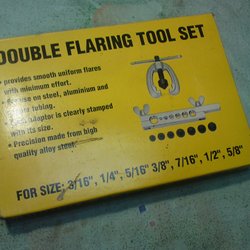 DOUBLE FLARING TOOL SET
• provides smooth uniform flares
with minimum effort.
use on steel, aluminium and
tubing.
adaptor is clearly stamped
with its size.
• Precision made from high
quality alloy steel.
FOR SIZE: 3/16", 1/4", 5/16" 3/8", 7/16", 1/2", 5/8"